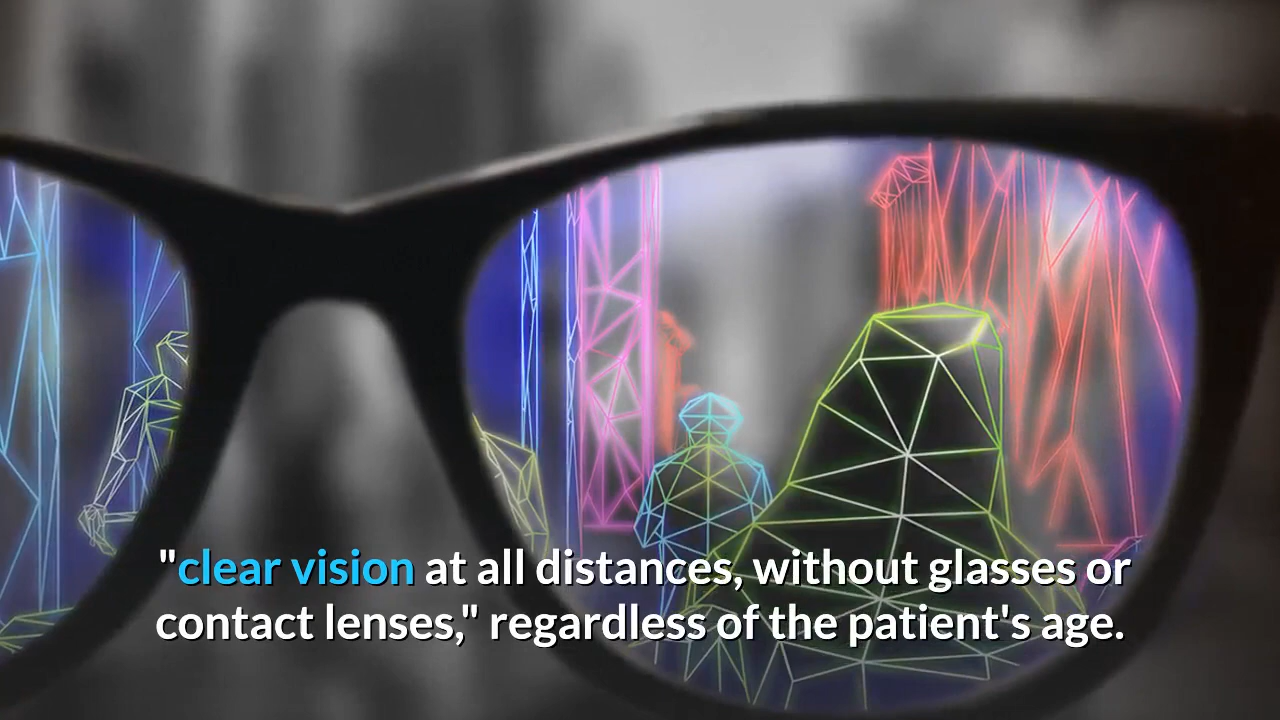 "clear vision at all distances, without glasses or
contact lenses," regardless of the patient's age.